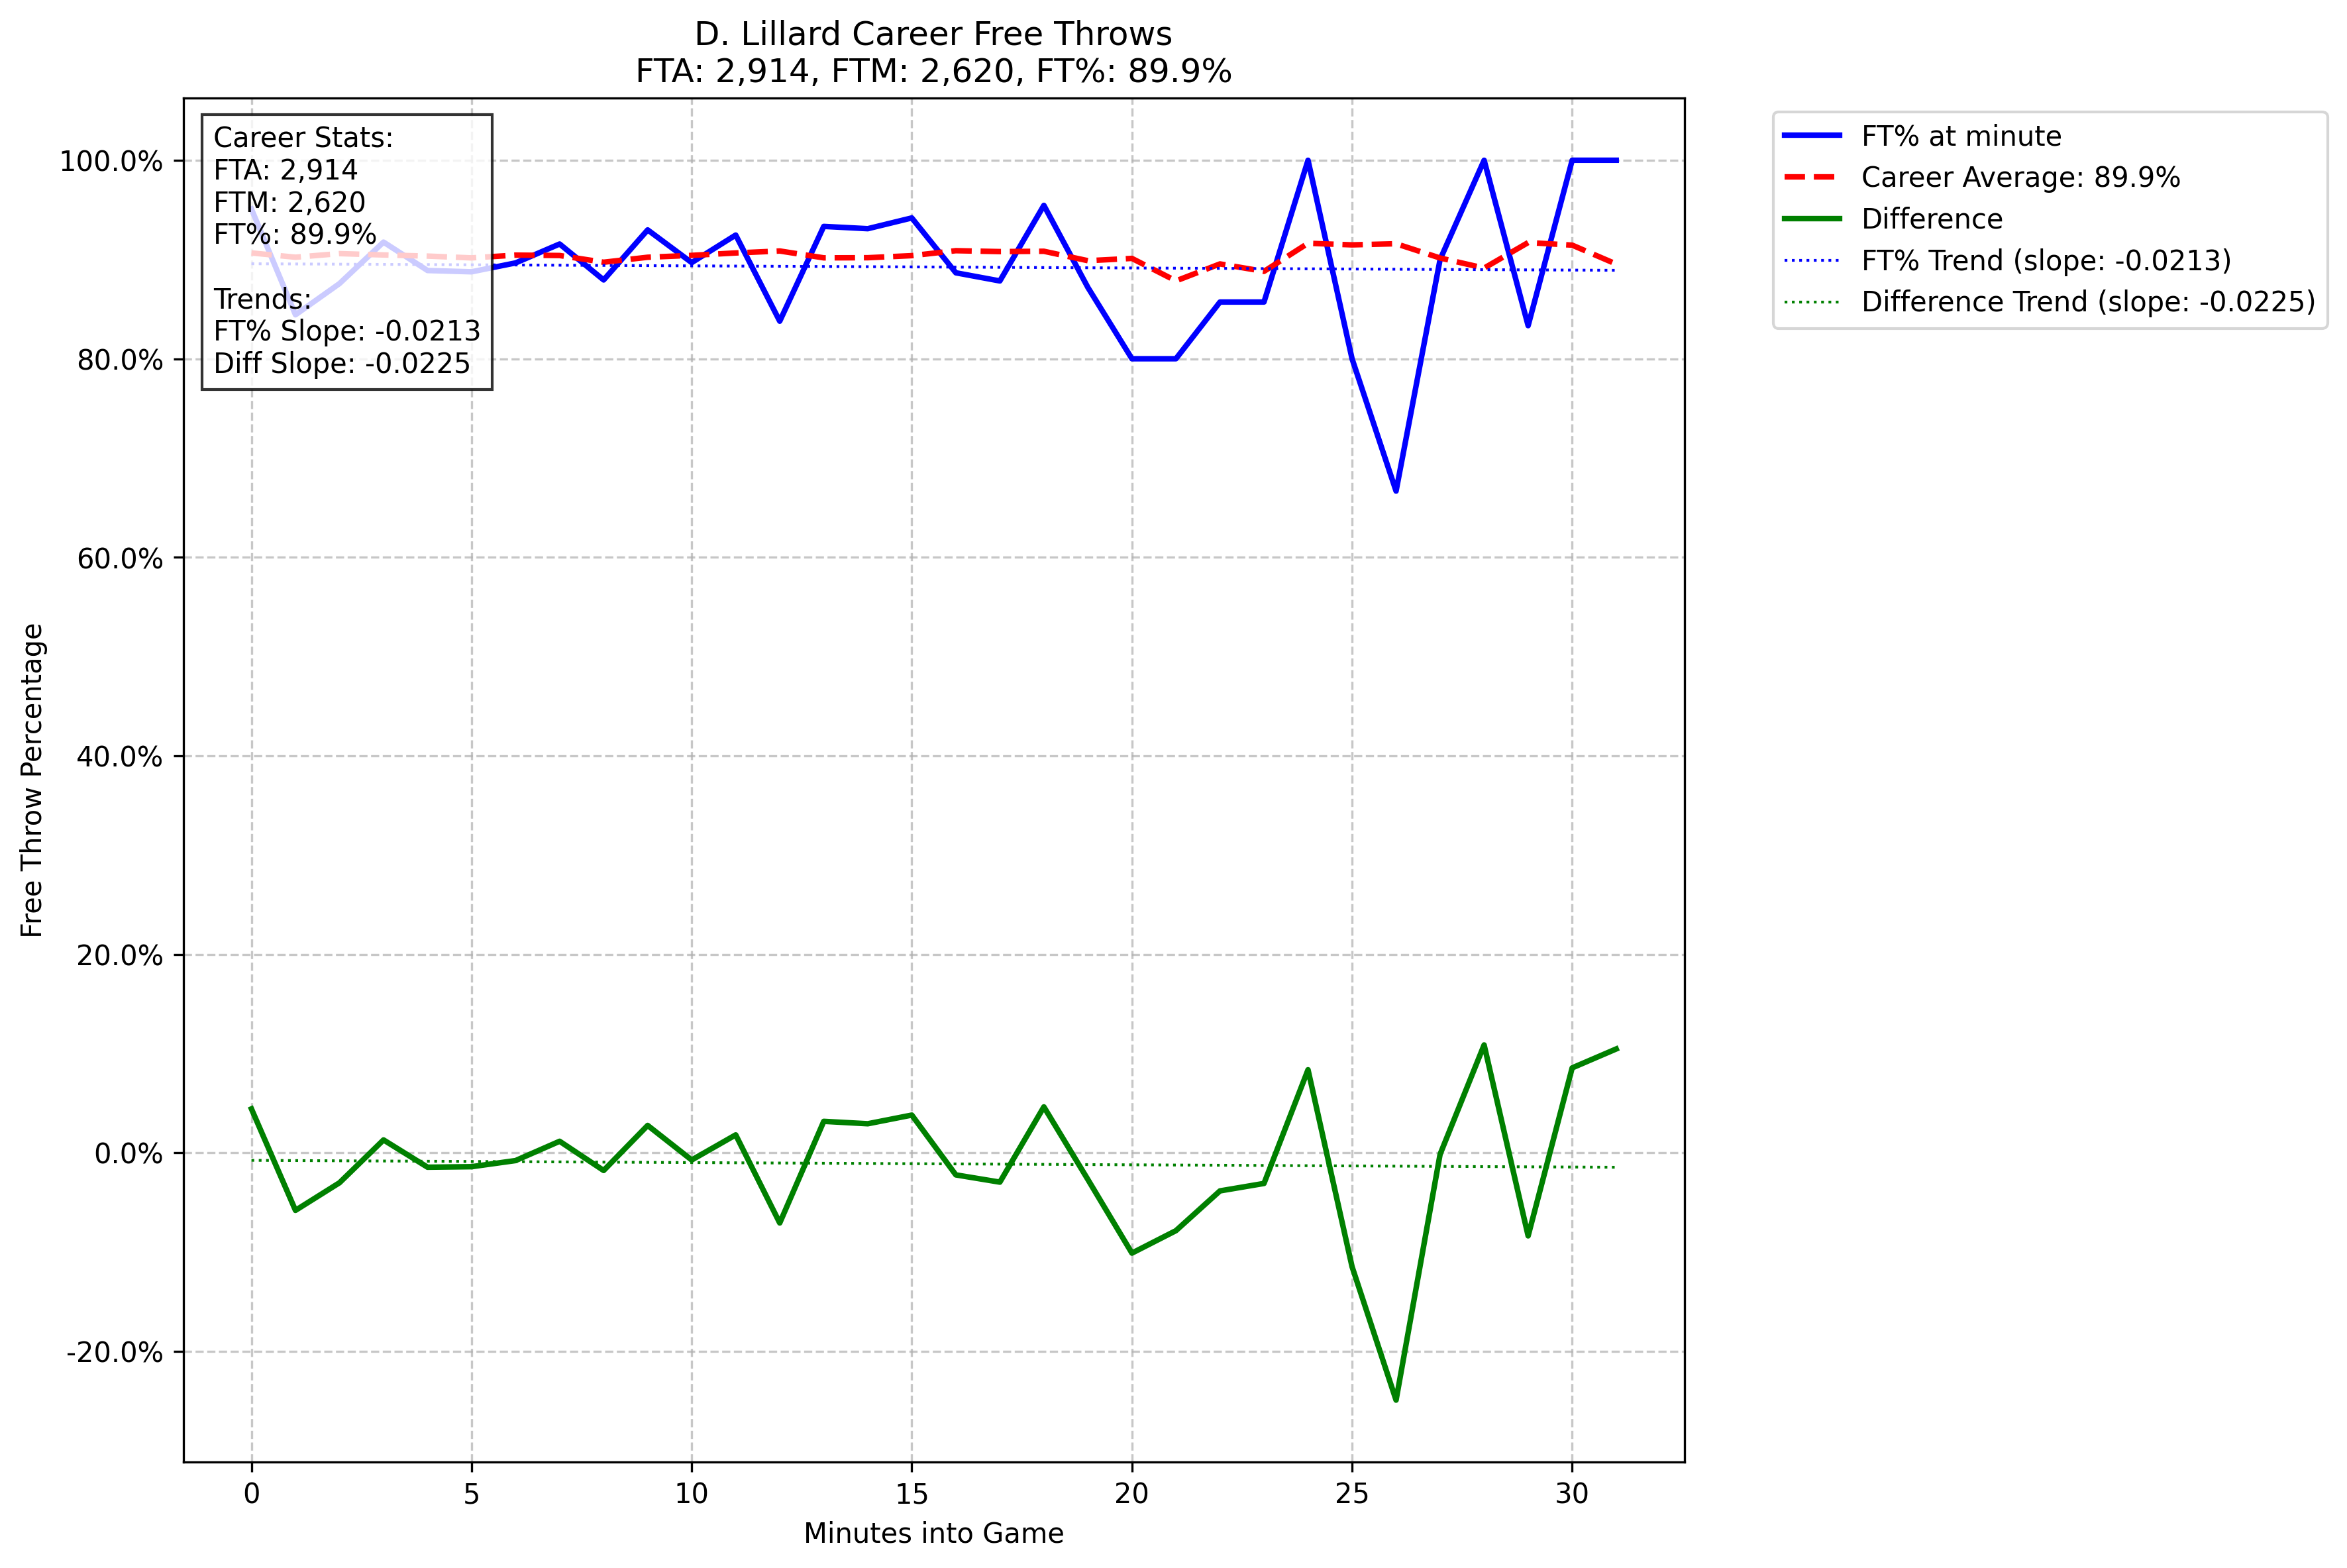 D. Lillard Career Free Throws
FTA: 2,914, FTM: 2,620, FT%: 89.9%
Career Stats:
FTA: 2,914
FTM: 2,620
FT%: 89.9%
Trends:
FT% Slope: -0.0213
Diff Slope: -0.0225
FT% at minute
Career Average: 89.9%
Difference
FT% Trend (slope: -0.0213)
Difference Trend (slope: -0.0225)
Free Throw Percentage
100.0%
80.0%
60.0%
40.0%
20.0%
0.0%
-20.0%
0 5 10 15 20 25 30
Minutes into Game